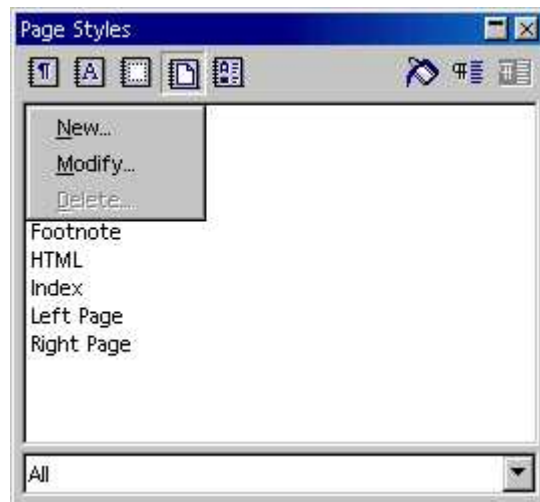 Page Styles
New...
Modify...
Delete...
Footnote
HTML
Index
Left Page
Right Page
All